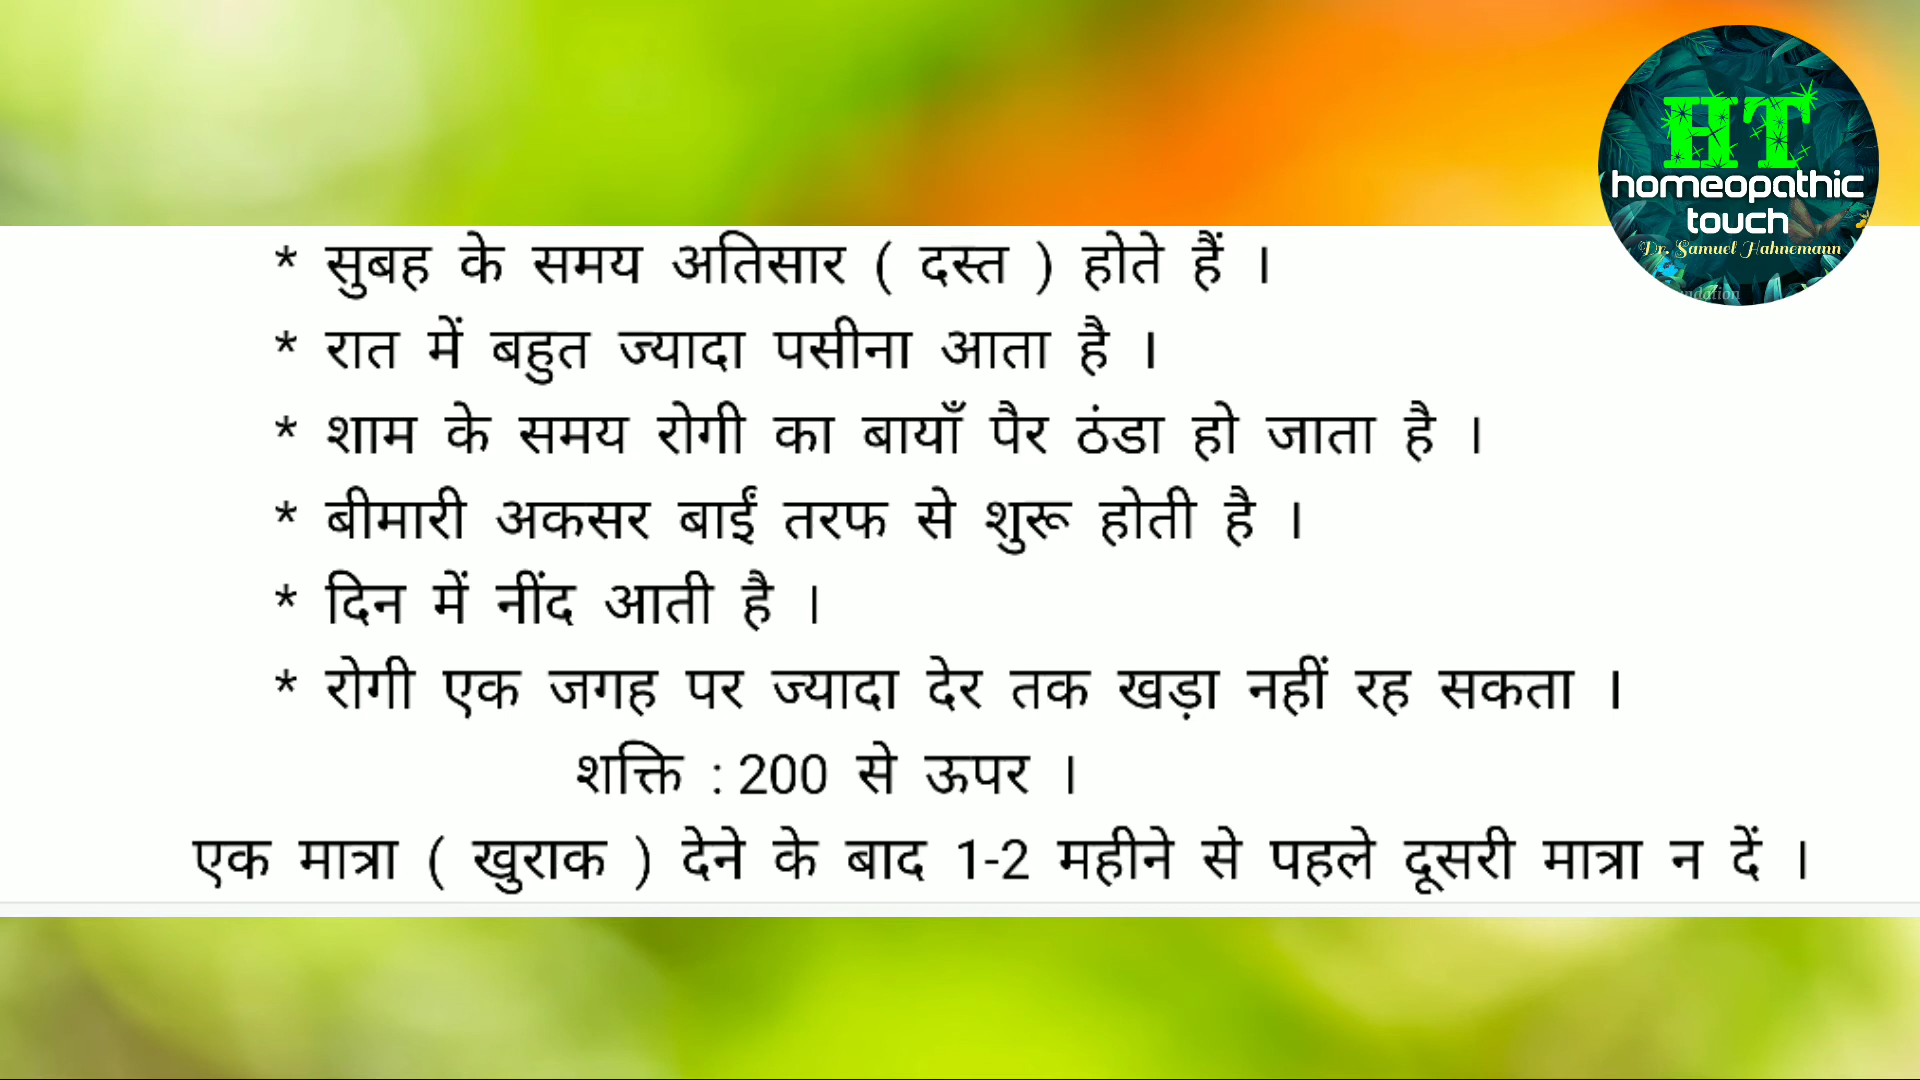 HT
homeopathic
touch
Dr. Samuel Hahnemann
* सुबह के समय अतिसार ( दस्त ) होते हैं ।
* रात में बहुत ज्यादा पसीना आता है ।
* शाम के समय रोगी का बायाँ पैर ठंडा हो जाता है ।
* बीमारी अकसर बाईं तरफ से शुरू होती है ।
* दिन में नींद आती है ।
* रोगी एक जगह पर ज्यादा देर तक खड़ा नहीं रह सकता ।
शक्ति : 200 से ऊपर ।
एक मात्रा ( खुराक ) देने के बाद 1-2 महीने से पहले दूसरी मात्रा न दें ।